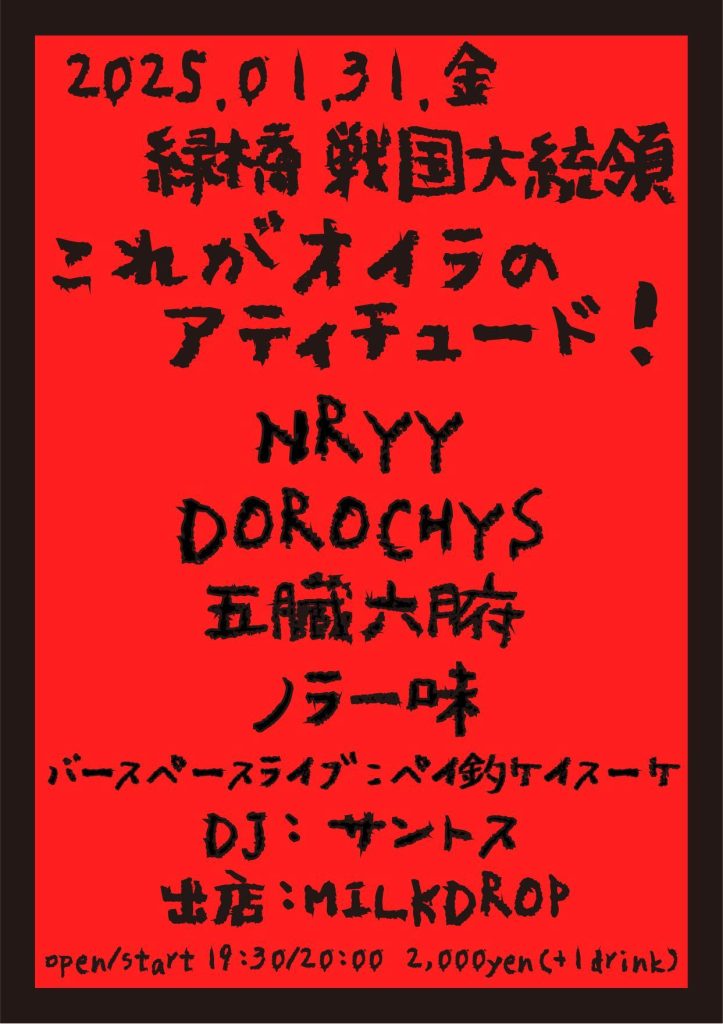 2025.01.31.金
緑橋 戦国大統領
これがオイラの
アティチュード!
NRYY
DOROCHYS
五臓六腑
ノラ一味
バースペースライブ:ペイ釣ケイスーケ
DJ:サントス
出店:MILKDROP
open/start 19:30/20:00 2,000yen(+1drink)